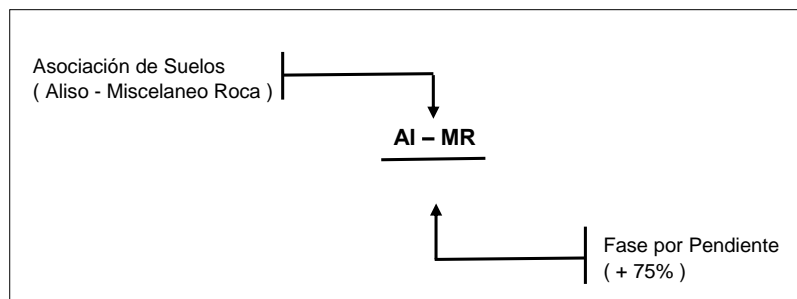 Asociación de Suelos
( Aliso - Miscelaneo Roca )
Al – MR
Fase por Pendiente
( + 75% )